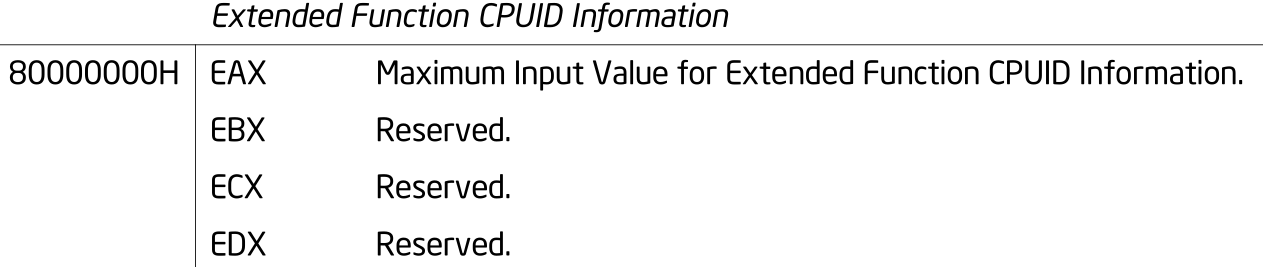 Extended Function CPUID Information
80000000H EAX Maximum Input Value for Extended Function CPUID Information.
EBX Reserved.
ECX Reserved.
EDX Reserved.